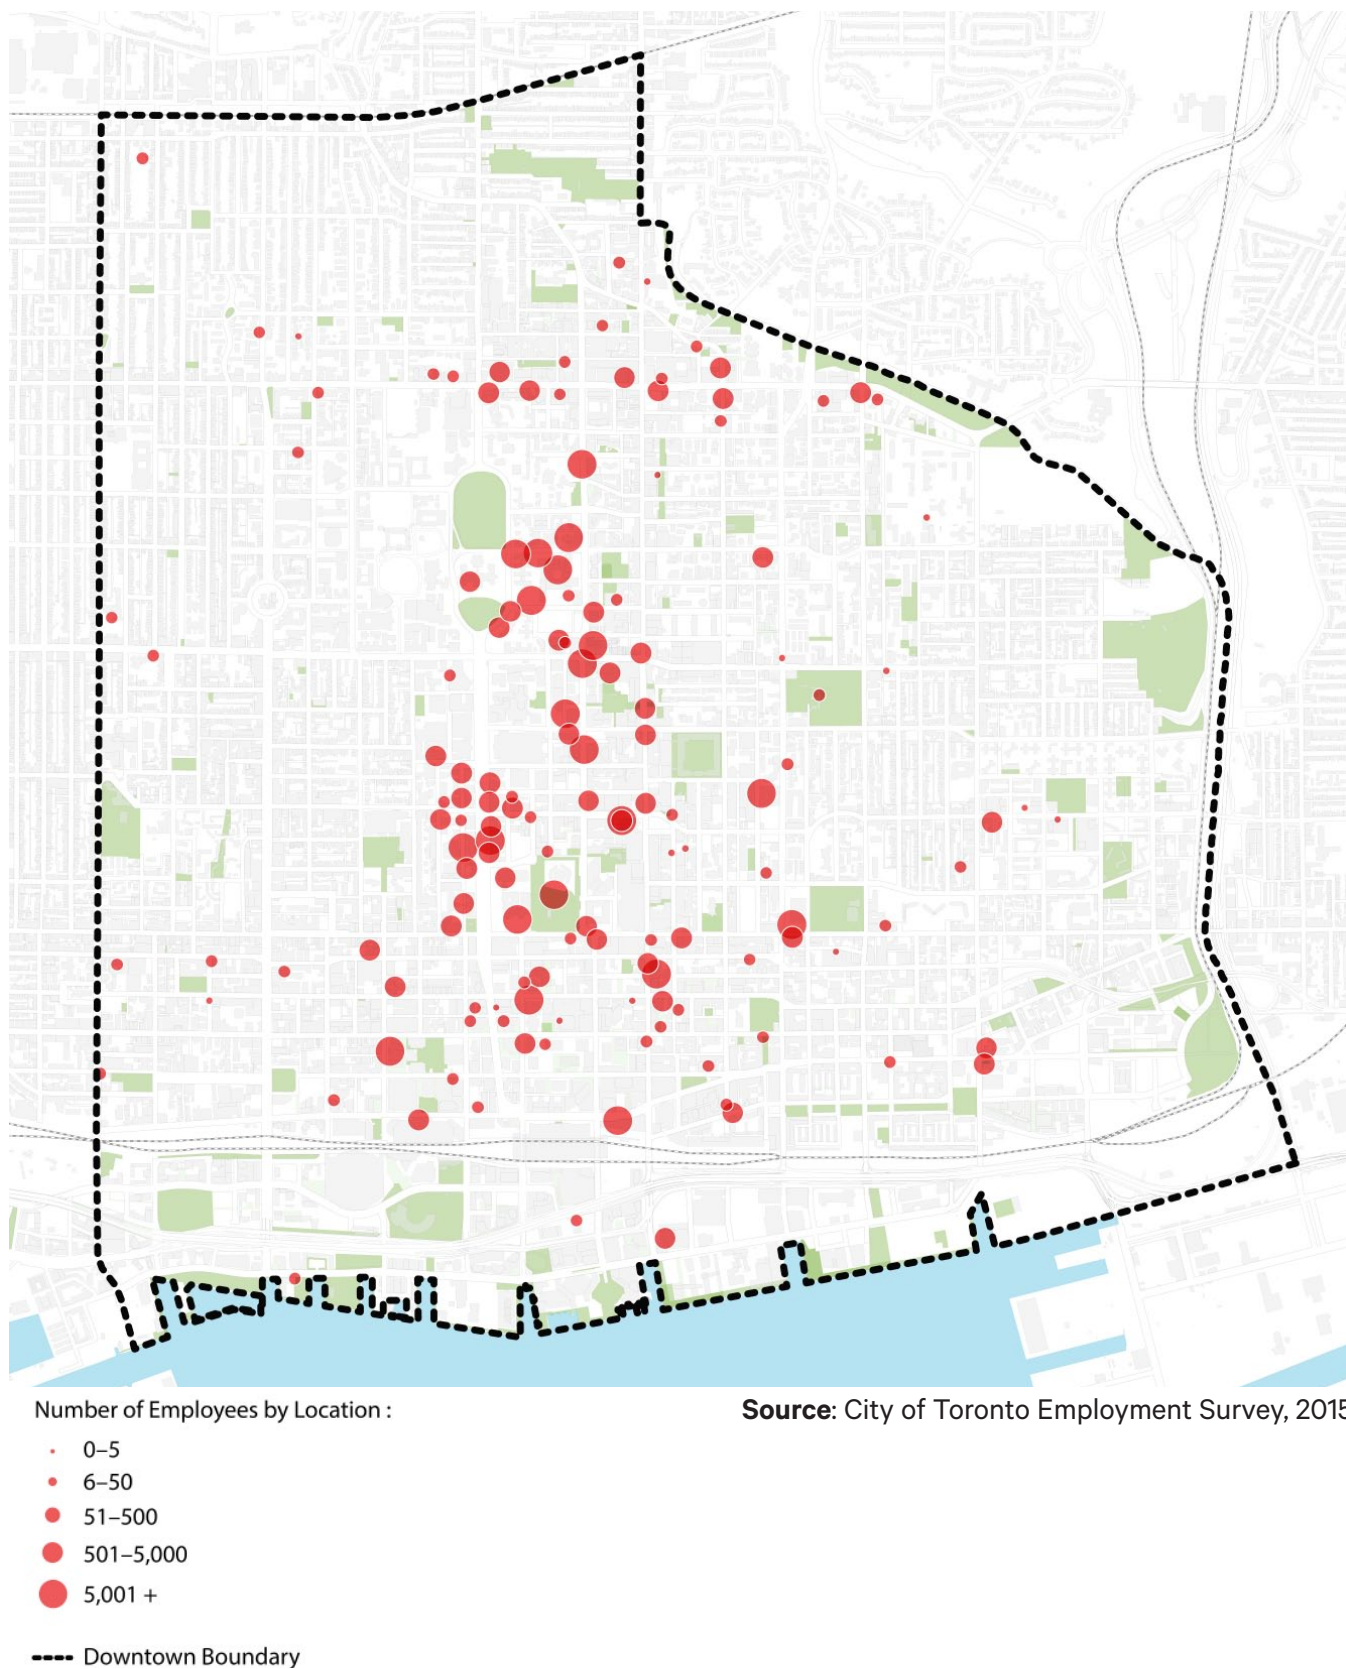 Number of Employees by Location :
Source: City of Toronto Employment Survey, 2015
0–5
6–50
51–500
501–5,000
5,001 +
Downtown Boundary